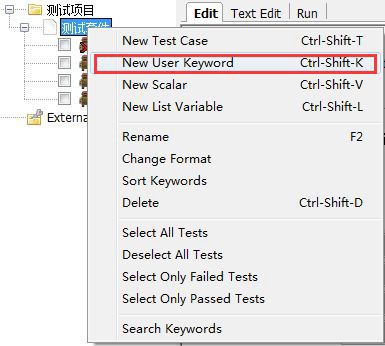 测试项目
测试套件
External
Edit Text Edit Run
New Test Case Ctrl-Shift-T
New User Keyword Ctrl-Shift-K
New Scalar Ctrl-Shift-V
New List Variable Ctrl-Shift-L
Rename F2
Change Format
Sort Keywords
Delete Ctrl-Shift-D
Select All Tests
Deselect All Tests
Select Only Failed Tests
Select Only Passed Tests
Search Keywords